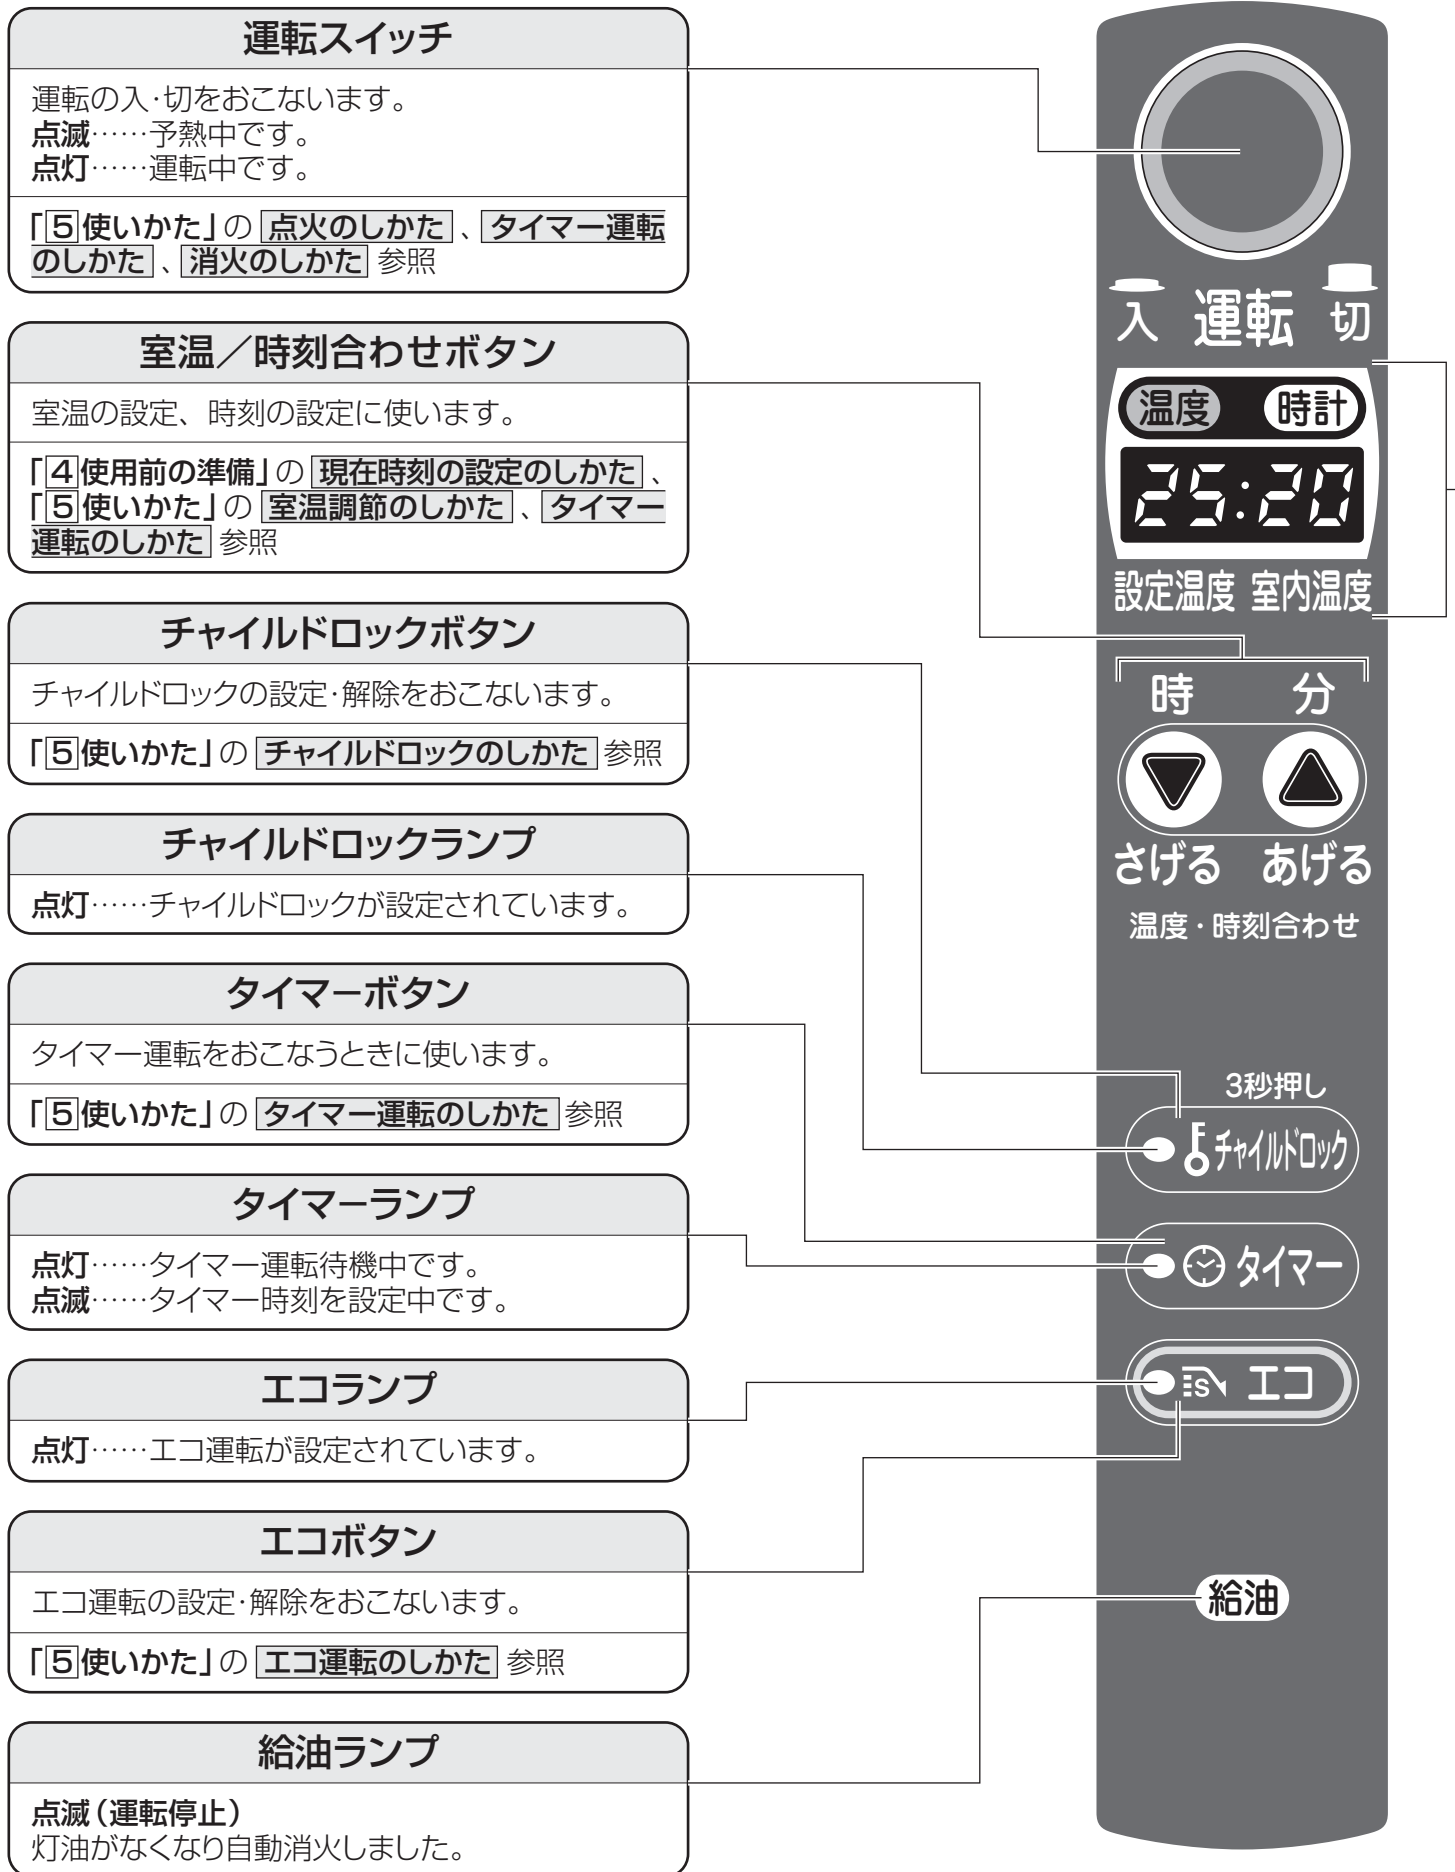 運転スイッチ
運転の入・切をおこないます。
点滅……予熱中です。
点灯……運転中です。
「5使いかた」の 点火のしかた 、 タイマー運転
のしかた 、 消火のしかた 参照
室温／時刻合わせボタン
室温の設定、時刻の設定に使います。
「4使用前の準備」の 現在時刻の設定のしかた 、
「5使いかた」の 室温調節のしかた 、 タイマー
運転のしかた 参照
チャイルドロックボタン
チャイルドロックの設定・解除をおこないます。
「5使いかた」の チャイルドロックのしかた 参照
チャイルドロックランプ
点灯……チャイルドロックが設定されています。
タイマーボタン
タイマー運転をおこなうときに使います。
「5使いかた」の タイマー運転のしかた 参照
タイマーランプ
点灯……タイマー運転待機中です。
点滅……タイマー時刻を設定中です。
エコランプ
点灯……エコ運転が設定されています。
エコボタン
エコ運転の設定・解除をおこないます。
「5使いかた」の エコ運転のしかた 参照
給油ランプ
点滅（運転停止）
灯油がなくなり自動消火しました。
入 運転 切
温度 時計
25:20
設定温度 室内温度
時 分
さげる あげる
温度・時刻合わせ
3秒押し
チャイルドロック
タイマー
S エコ
給油